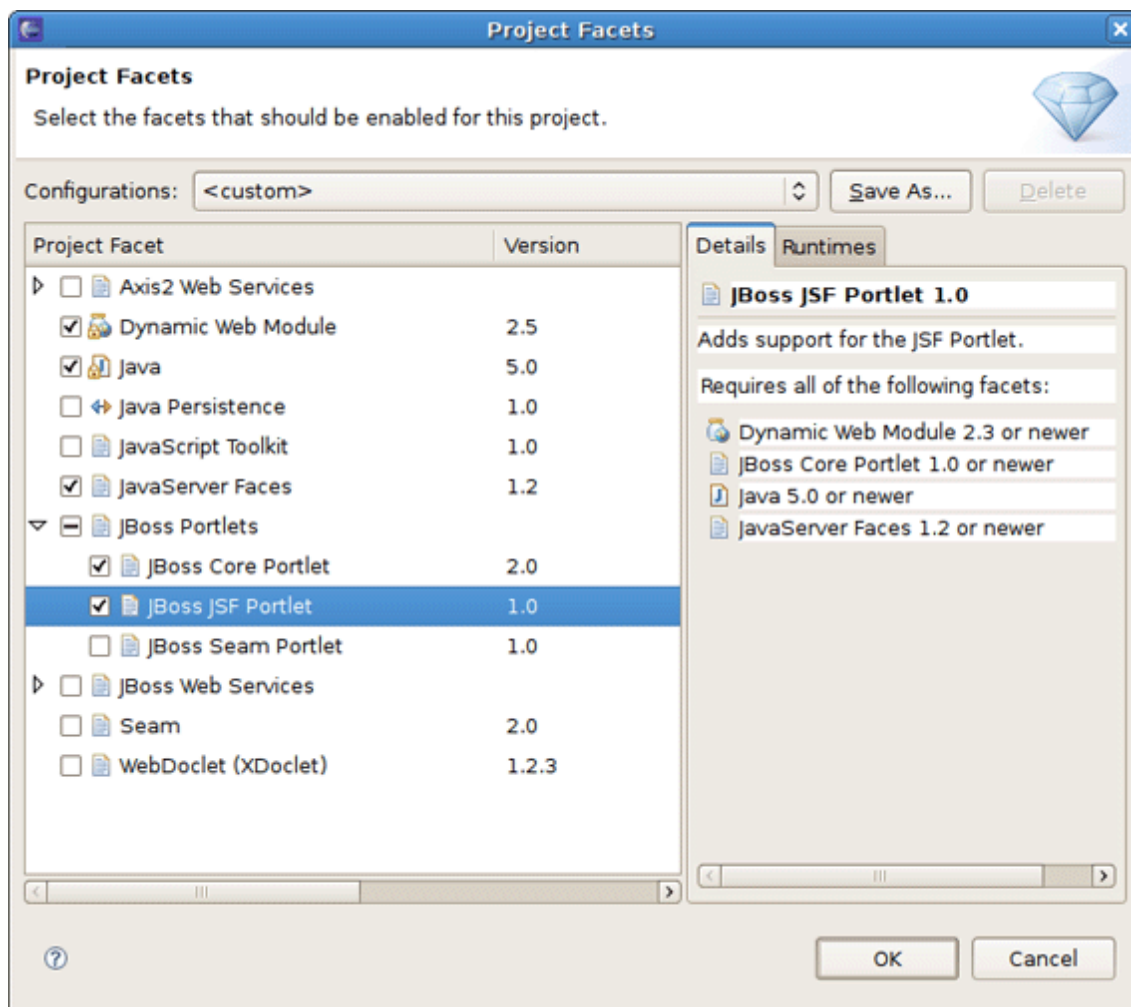 Project Facets
Project Facets
Select the facets that should be enabled for this project.
Configurations: <custom> Save As... Delete
Project Facet Version
Axis2 Web Services
Dynamic Web Module 2.5
Java 5.0
Java Persistence 1.0
JavaScript Toolkit 1.0
JavaServer Faces 1.2
JBoss Portlets
JBoss Core Portlet 2.0
JBoss JSF Portlet 1.0
JBoss Seam Portlet 1.0
JBoss Web Services
Seam 2.0
WebDoclet (XDoclet) 1.2.3
Details Runtimes
JBoss JSF Portlet 1.0
Adds support for the JSF Portlet.
Requires all of the following facets:
Dynamic Web Module 2.3 or newer
JBoss Core Portlet 1.0 or newer
Java 5.0 or newer
JavaServer Faces 1.2 or newer
OK Cancel